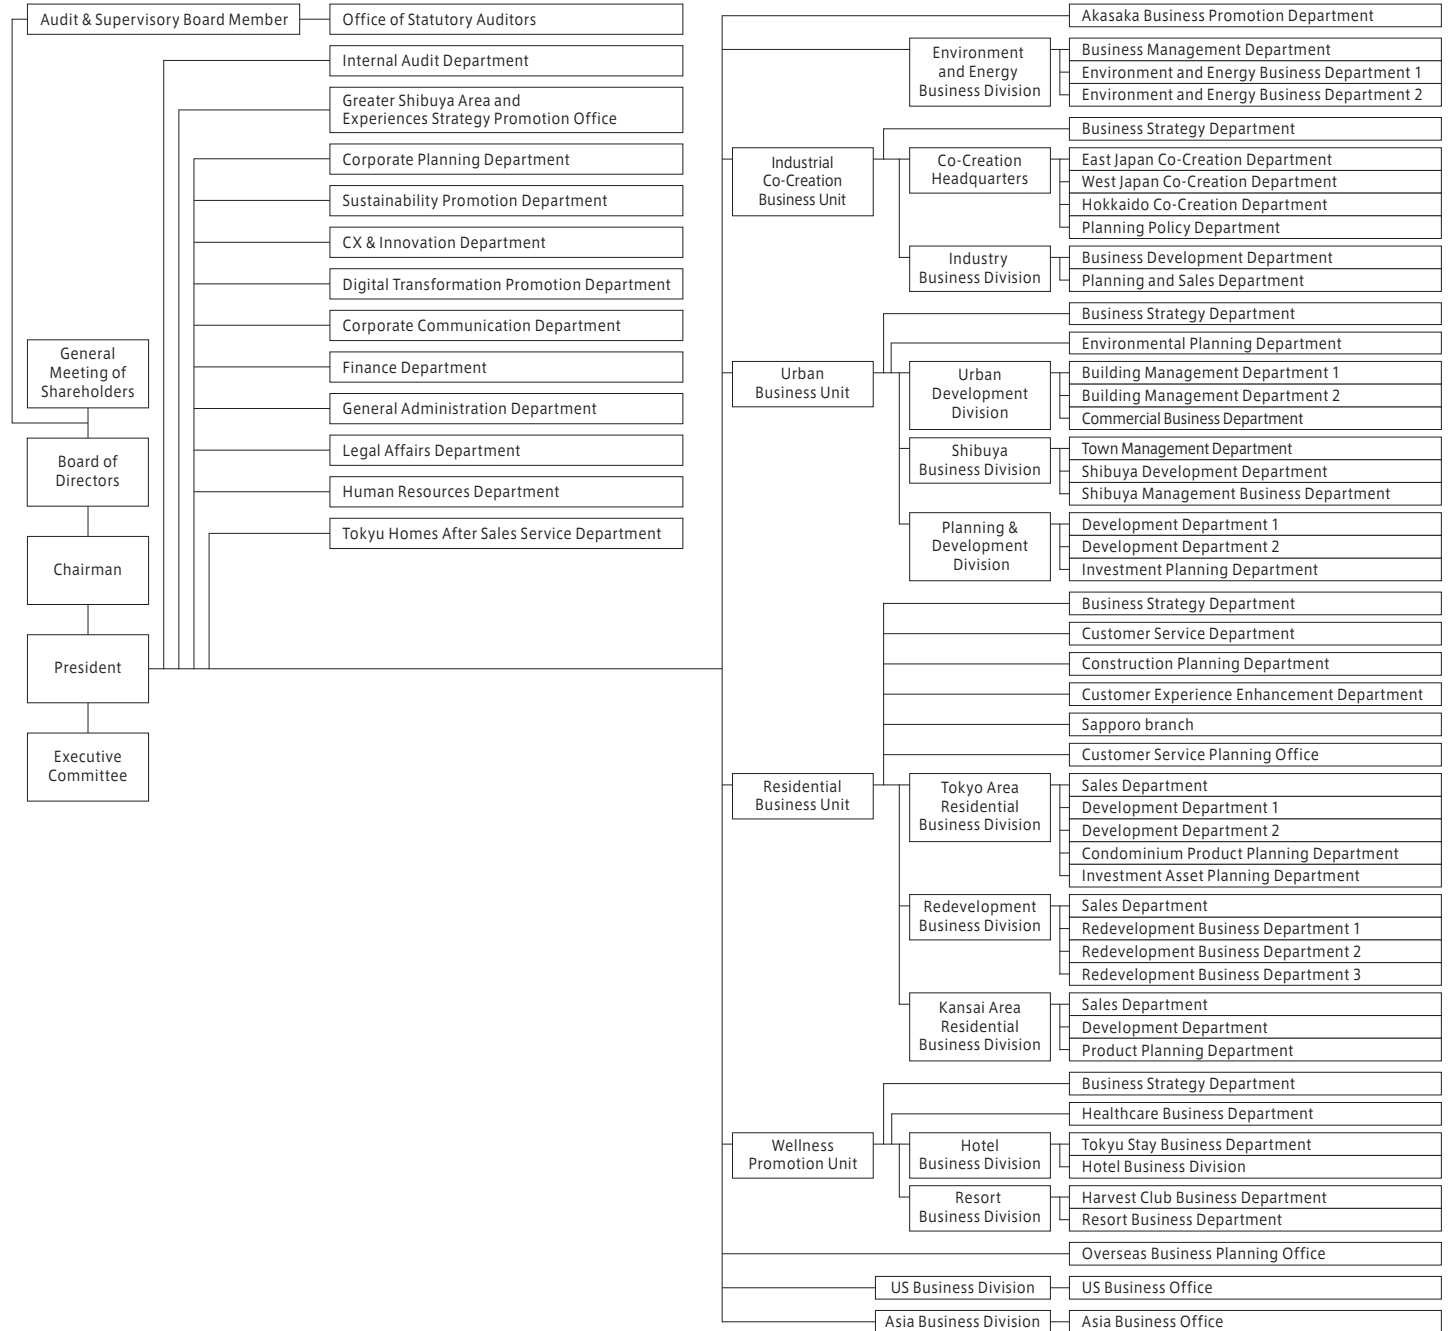 Audit & Supervisory Board Member
Office of Statutory Auditors
Internal Audit Department
Greater Shibuya Area and
Experiences Strategy Promotion Office
Corporate Planning Department
Sustainability Promotion Department
CX & Innovation Department
Digital Transformation Promotion Department
Corporate Communication Department
Finance Department
General Administration Department
Legal Affairs Department
Human Resources Department
Tokyu Homes After Sales Service Department
General
Meeting of
Shareholders
Board of
Directors
Chairman
President
Executive
Committee
Akasaka Business Promotion Department
Environment
and Energy
Business Division
Business Management Department
Environment and Energy Business Department 1
Environment and Energy Business Department 2
Industrial
Co-Creation
Business Unit
Business Strategy Department
Co-Creation
Headquarters
East Japan Co-Creation Department
West Japan Co-Creation Department
Hokkaido Co-Creation Department
Planning Policy Department
Industry
Business Division
Business Development Department
Planning and Sales Department
Urban
Business Unit
Business Strategy Department
Environmental Planning Department
Urban
Development
Division
Building Management Department 1
Building Management Department 2
Commercial Business Department
Shibuya
Business Division
Town Management Department
Shibuya Development Department
Shibuya Management Business Department
Planning &
Development
Division
Development Department 1
Development Department 2
Investment Planning Department
Residential
Business Unit
Business Strategy Department
Customer Service Department
Construction Planning Department
Customer Experience Enhancement Department
Sapporo branch
Customer Service Planning Office
Tokyo Area
Residential
Business Division
Sales Department
Development Department 1
Development Department 2
Condominium Product Planning Department
Investment Asset Planning Department
Redevelopment
Business Division
Sales Department
Redevelopment Business Department 1
Redevelopment Business Department 2
Redevelopment Business Department 3
Kansai Area
Residential
Business Division
Sales Department
Development Department
Product Planning Department
Wellness
Promotion Unit
Business Strategy Department
Healthcare Business Department
Hotel
Business Division
Tokyu Stay Business Department
Hotel Business Division
Resort
Business Division
Harvest Club Business Department
Resort Business Department
Overseas Business Planning Office
US Business Division
US Business Office
Asia Business Division
Asia Business Office